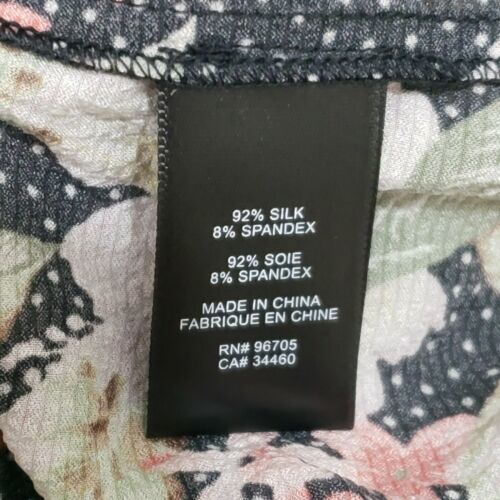 92% SILK
8% SPANDEX
92% SOIE
8% SPANDEX
MADE IN CHINA
FABRIQUE EN CHINE
RN# 96705
CA# 34460